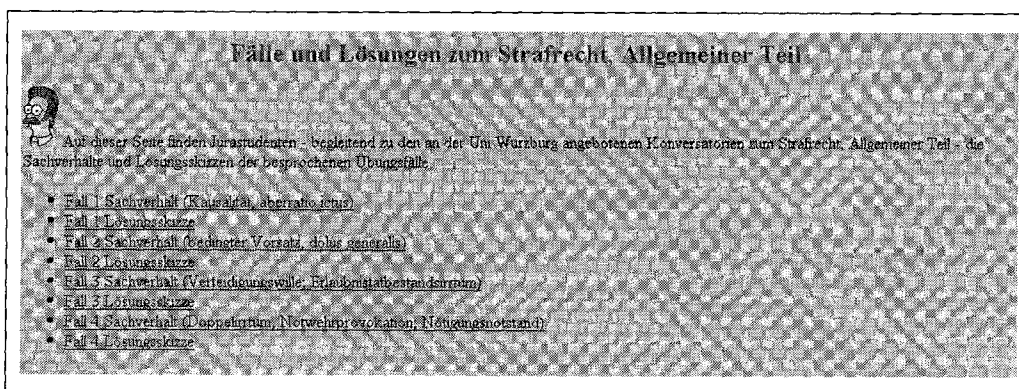 Fälle und Lösungen zum Strafrecht, Allgemeiner Teil
Auf dieser Seite finden Jurastudenten - begleitend zu den an der Uni Würzburg angebotenen Konversatorien zum Strafrecht, Allgemeiner Teil - die
Sachverhalte und Lösungsskizzen der besprochenen Übungsfälle.
Fall 1 Sachverhalt (Kausalität, aberratio ictus)
Fall 1 Lösungsskizze
Fall 2 Sachverhalt (bedingter Vorsatz, dolus generalis)
Fall 2 Lösungsskizze
Fall 3 Sachverhalt (Verteidigungswille, Erlaubnistatbestandsirrtum)
Fall 3 Lösungsskizze
Fall 4 Sachverhalt (Doppelirrtum, Notwehrprovokation, Nötigungsnotstand)
Fall 4 Lösungsskizze